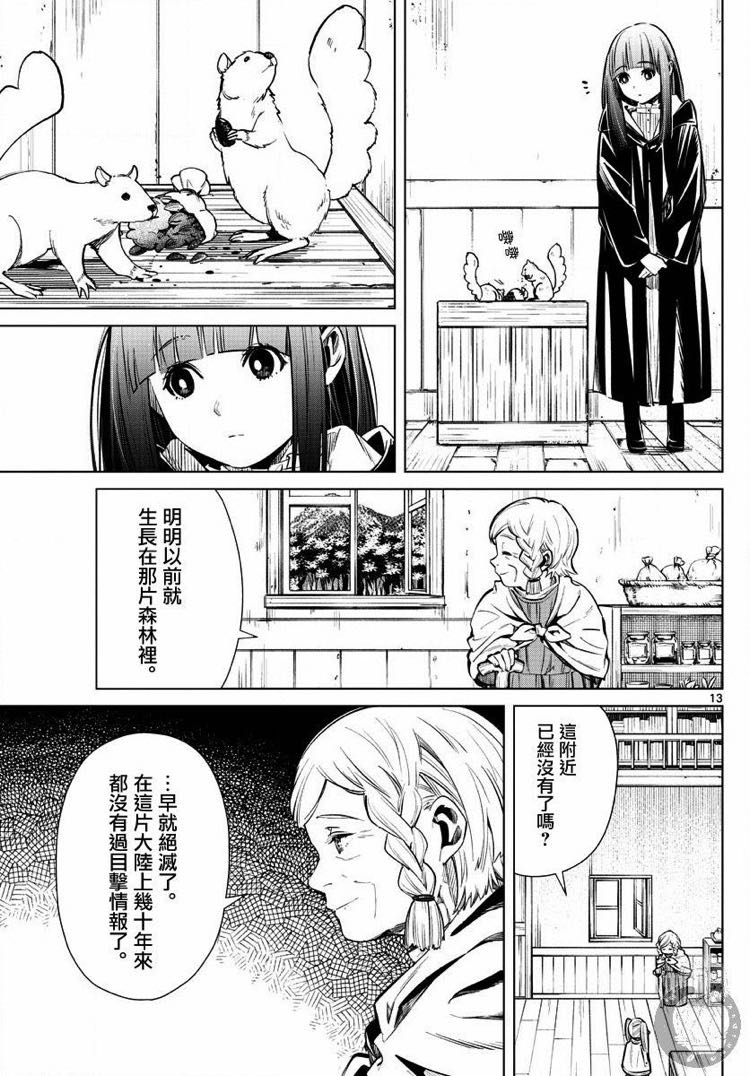 明明以前就
生長在那片森林裡。
13
這附近
已經沒有了嗎？
…早就絕滅了。
在這片大陸上幾十年來
都沒有過目擊情報了。